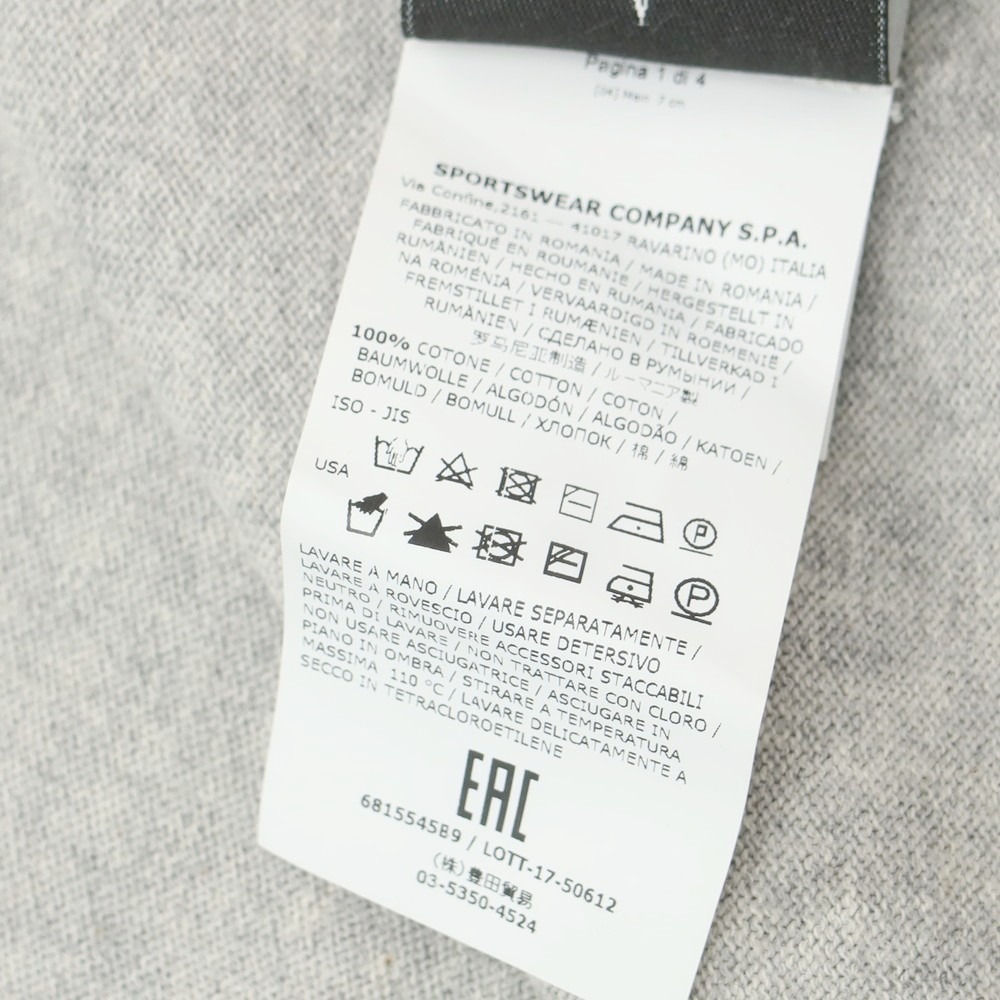 Pagina 1 di 4
SPORTSWEAR COMPANY S.P.A.
Via Confine,2161 — 41017 RAVARINO (MO) ITALIA
FABBRICATO IN ROMANIA / MADE IN ROMANIA /
FABRIQUÉ EN ROUMANIE / HERGESTELLT IN
RUMÄNIEN / HECHO EN RUMANIA / FABRICADO
NA ROMÉNIA / VERVAARDIGD IN ROEMENIË /
FREMSTILLET I RUMÆNIEN / TILLVERKAD I
RUMÄNIEN / СДЕЛАНО В РУМЫНИИ /
罗马尼亚制造 / ルーマニア製
100% COTONE / COTTON / COTON /
BAUMWOLLE / ALGODÓN / ALGODÃO / KATOEN /
BOMULD / BOMULL / ХЛОПОК / 棉 / 綿
ISO - JIS
P
USA
P
LAVARE A MANO / LAVARE SEPARATAMENTE /
LAVARE A ROVESCIO / USARE DETERSIVO
NEUTRO / RIMUOVERE ACCESSORI STACCABILI
PRIMA DI LAVARE / NON TRATTARE CON CLORO /
NON USARE ASCIUGATRICE / ASCIUGARE IN
PIANO IN OMBRA / STIRARE A TEMPERATURA
MASSIMA 110 °C / LAVARE DELICATAMENTE A
SECCO IN TETRACLOROETILENE
EAC
6815545B9 / LOTT-17-50612
(株)豊田貿易
03-5350-4524